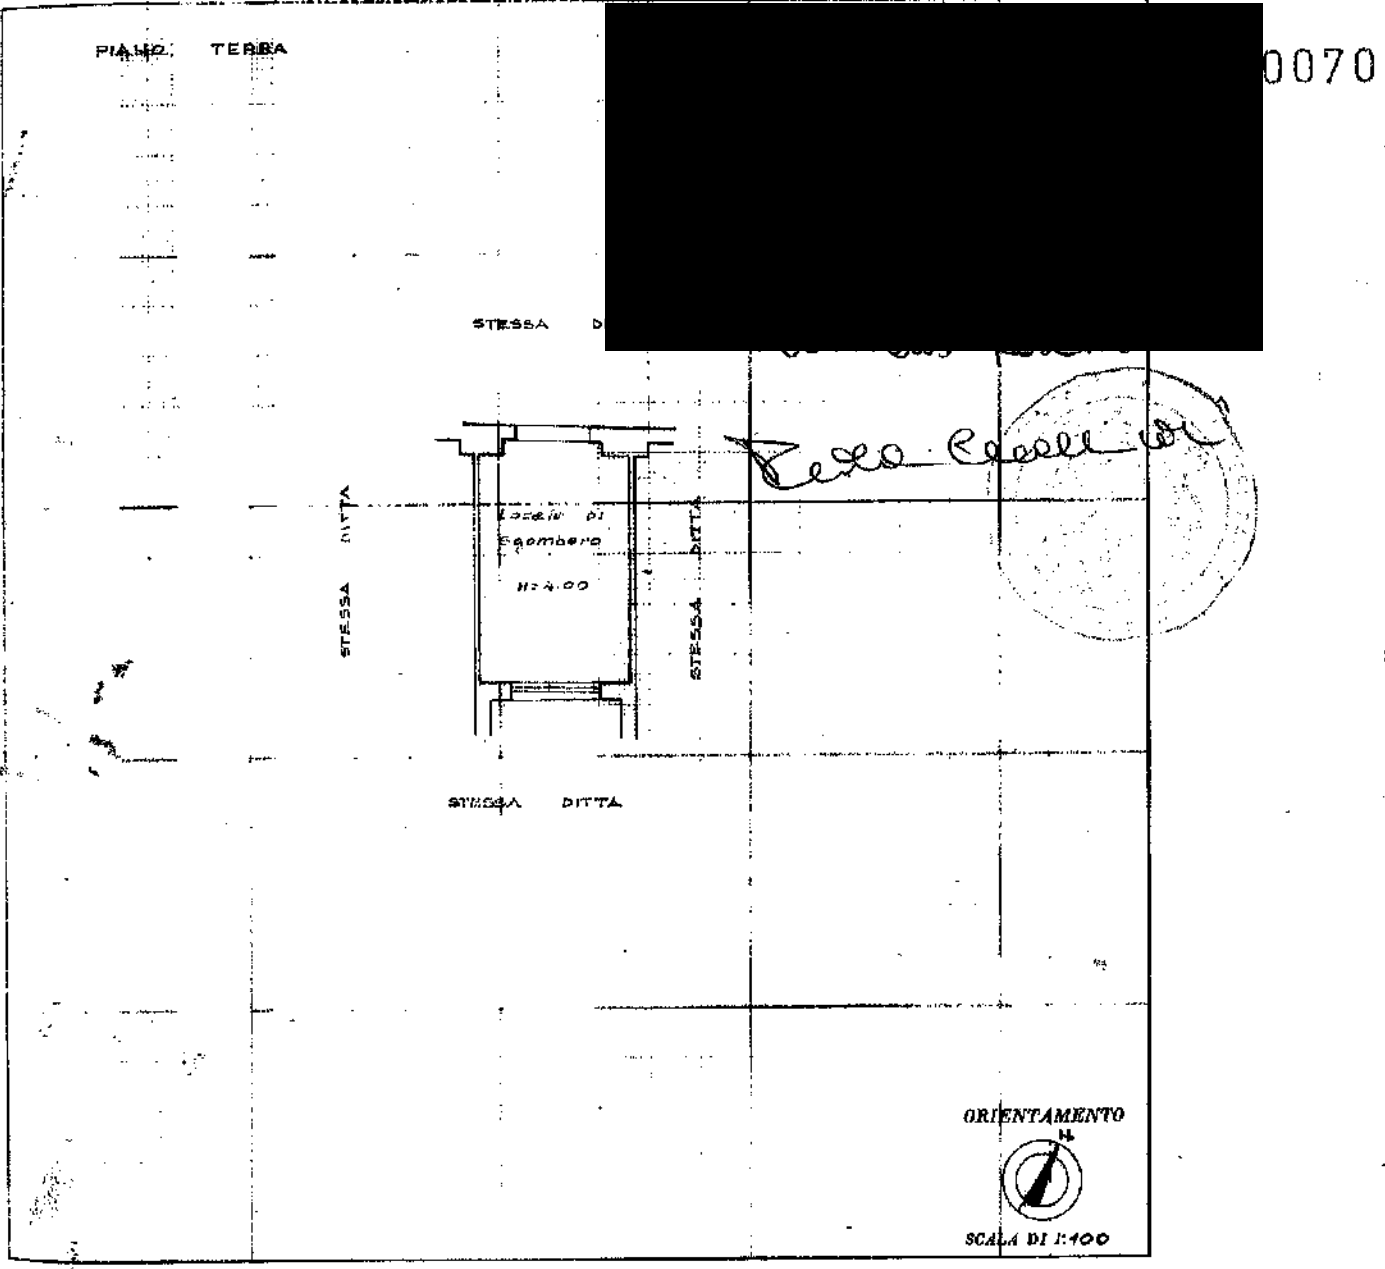 PIANO TERRA
0070
STESSA
STESSA DITTA
Locale di
Sgombero
H=4.00
STESSA DITTA
STESSA DITTA
ORIENTAMENTO
N
SCALA DI 1:400